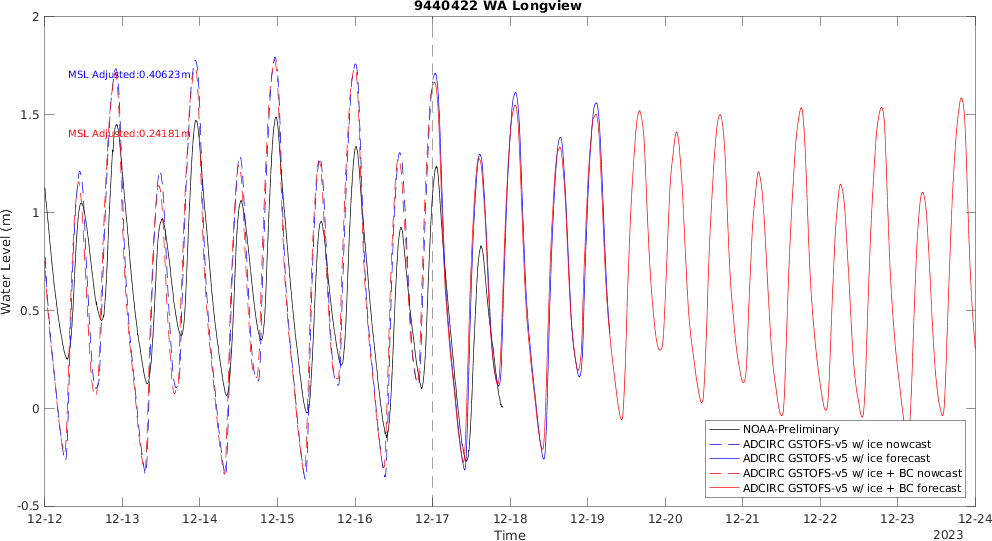 9440422 WA Longview
2
1.5
1
0.5
0
-0.5
Water Level (m)
MSL Adjusted:0.40623m
MSL Adjusted:0.24181m
NOAA-Preliminary
ADCIRC GSTOFS-v5 w/ ice nowcast
ADCIRC GSTOFS-v5 w/ ice forecast
ADCIRC GSTOFS-v5 w/ ice + BC nowcast
ADCIRC GSTOFS-v5 w/ ice + BC forecast
12-12 12-13 12-14 12-15 12-16 12-17 12-18 12-19 12-20 12-21 12-22 12-23 12-24
Time
2023